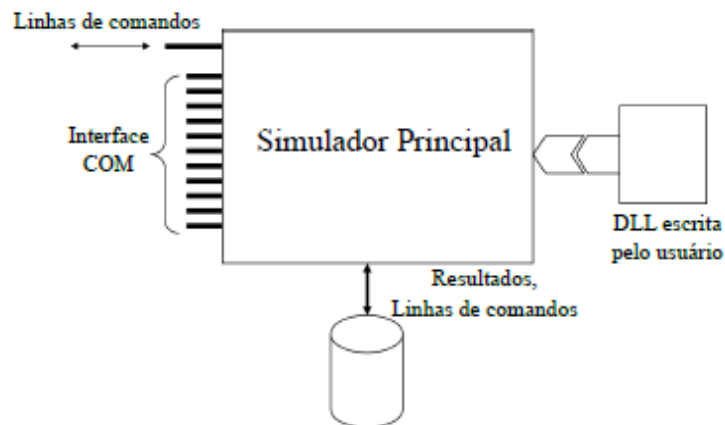 Linhas de comandos
Interface
COM
Simulador Principal
DLL escrita
pelo usuário
Resultados,
Linhas de comandos